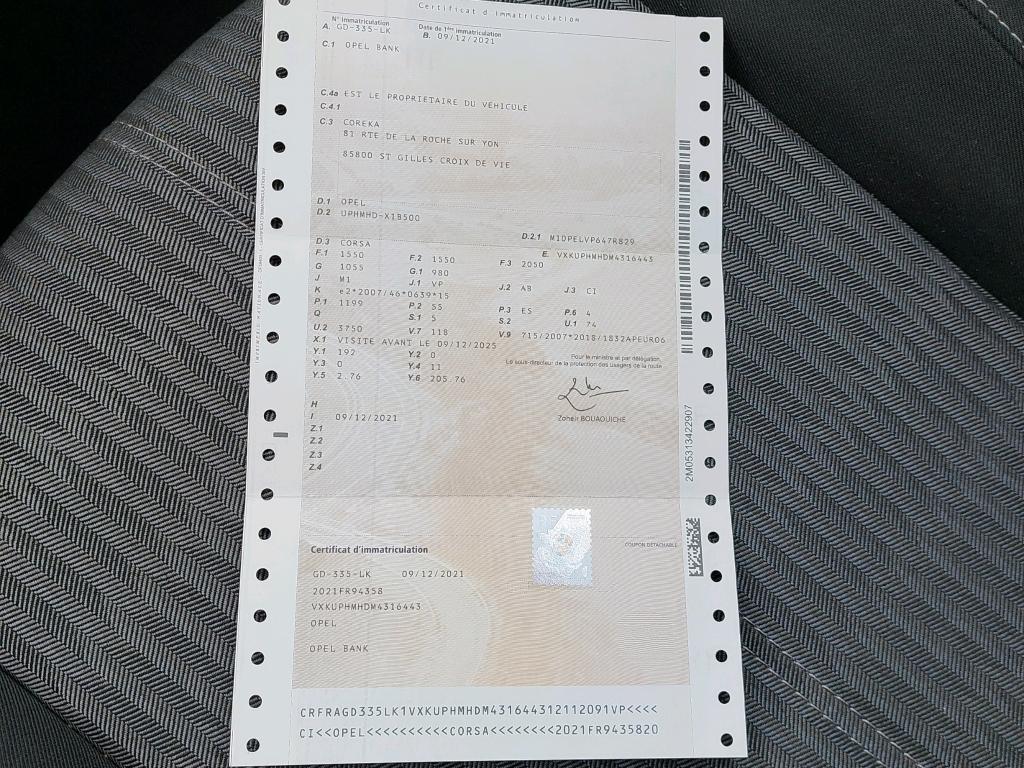 Certificat d'immatriculation
N° immatriculation Date de 1ère immatriculation
A. GD-335-LK B. 09/12/2021
C.1 OPEL BANK
C.4a EST LE PROPRIETAIRE DU VEHICULE
C.4.1
C.3 COREKA
81 RTE DE LA ROCHE SUR YON
85800 ST GILLES CROIX DE VIE
D.1 OPEL
D.2 UPHMHD-X1B500
D.2.1 M10PELVP647R829
D.3 CORSA E. VXKUPHMHDM4316443
F.1 1550 F.2 1550 F.3 2050
G 1055 G.1 980
J M1 J.1 VP J.2 AB J.3 CI
K e2*2007/46*0639*15
P.1 1199 P.2 55 P.3 ES P.6 4
Q S.1 5 S.2 U.1 74
U.2 3750 V.7 118 V.9 715/2007*2018/1832APEURO6
X.1 VISITE AVANT LE 09/12/2025
Y.1 192 Y.2 0
Y.3 0 Y.4 11
Y.5 2.76 Y.6 205.76
Pour le ministre et par délégation,
Le sous-directeur de la protection des usagers de la route
Zoheir BOUAOUICHE
H
I 09/12/2021
Z.1
Z.2
Z.3
Z.4
2M05313422907
COUPON DÉTACHABLE
Certificat d'immatriculation
GD-335-LK 09/12/2021
2021FR94358
VXKUPHMHDM4316443
OPEL
OPEL BANK
CRFRAGD335LK1VXKUPHMHDM4316443121120 91VP<<<<
CI<<OPEL<<<<<<<<<<CORSA<<<<<<<<2021FR9435820